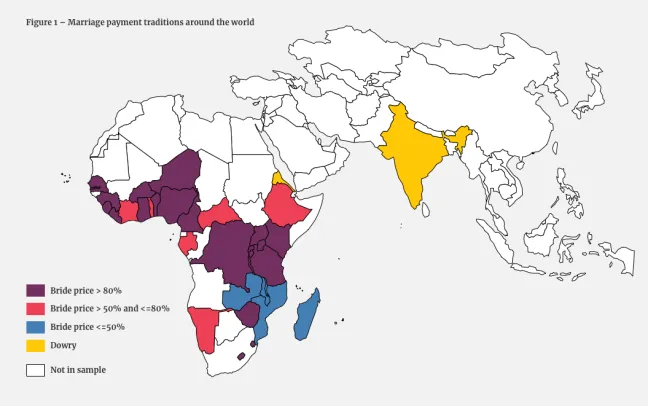 Figure 1 – Marriage payment traditions around the world
Bride price > 80%
Bride price > 50% and <=80%
Bride price <=50%
Dowry
Not in sample